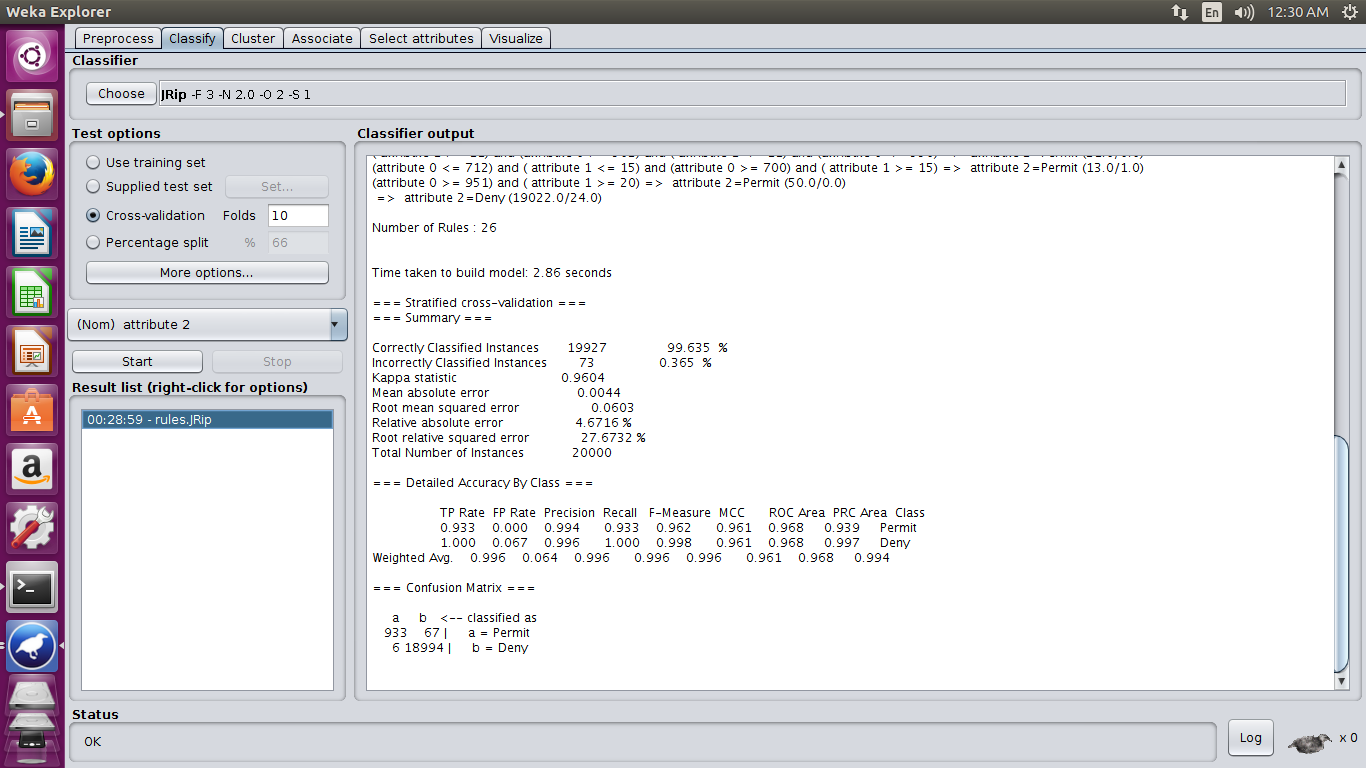 Weka Explorer
En
12:30 AM
Preprocess Classify Cluster Associate Select attributes Visualize
Classifier
Choose JRip -F 3 -N 2.0 -O 2 -S 1
Test options
Use training set
Supplied test set Set...
Cross-validation Folds 10
Percentage split % 66
More options...
(Nom) attribute 2
Start Stop
Result list (right-click for options)
00:28:59 - rules.JRip
Classifier output
(attribute 0 <= 712) and ( attribute 1 <= 15) and (attribute 0 >= 700) and ( attribute 1 >= 15) => attribute 2=Permit (13.0/1.0)
(attribute 0 >= 951) and ( attribute 1 >= 20) => attribute 2=Permit (50.0/0.0)
=> attribute 2=Deny (19022.0/24.0)
Number of Rules : 26
Time taken to build model: 2.86 seconds
=== Stratified cross-validation ===
=== Summary ===
Correctly Classified Instances 19927 99.635 %
Incorrectly Classified Instances 73 0.365 %
Kappa statistic 0.9604
Mean absolute error 0.0044
Root mean squared error 0.0603
Relative absolute error 4.6716 %
Root relative squared error 27.6732 %
Total Number of Instances 20000
=== Detailed Accuracy By Class ===
TP Rate FP Rate Precision Recall F-Measure MCC ROC Area PRC Area Class
0.933 0.000 0.994 0.933 0.962 0.961 0.968 0.939 Permit
1.000 0.067 0.996 1.000 0.998 0.961 0.968 0.997 Deny
Weighted Avg. 0.996 0.064 0.996 0.996 0.996 0.961 0.968 0.994
=== Confusion Matrix ===
a b <-- classified as
933 67 | a = Permit
6 18994 | b = Deny
Status
OK
Log
x 0